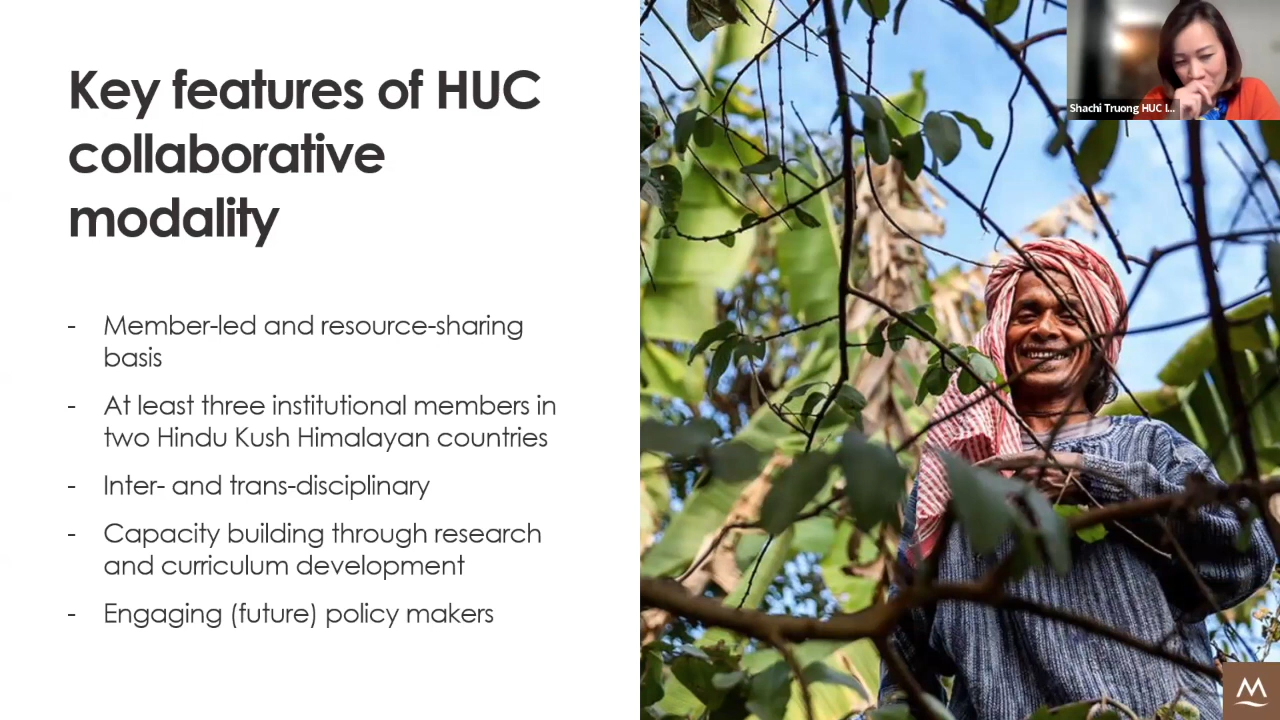 Key features of HUC
collaborative
modality
- Member-led and resource-sharing
basis
- At least three institutional members in
two Hindu Kush Himalayan countries
- Inter- and trans-disciplinary
- Capacity building through research
and curriculum development
- Engaging (future) policy makers
Shachi Truong HUC I...